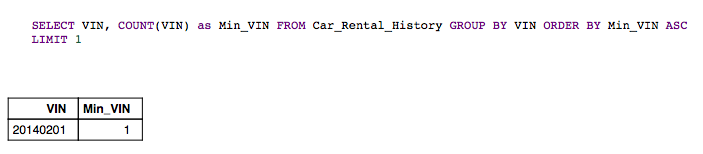 SELECT VIN, COUNT(VIN) as Min_VIN FROM Car_Rental_History GROUP BY VIN ORDER BY Min_VIN ASC
LIMIT 1
VIN Min_VIN
20140201 1